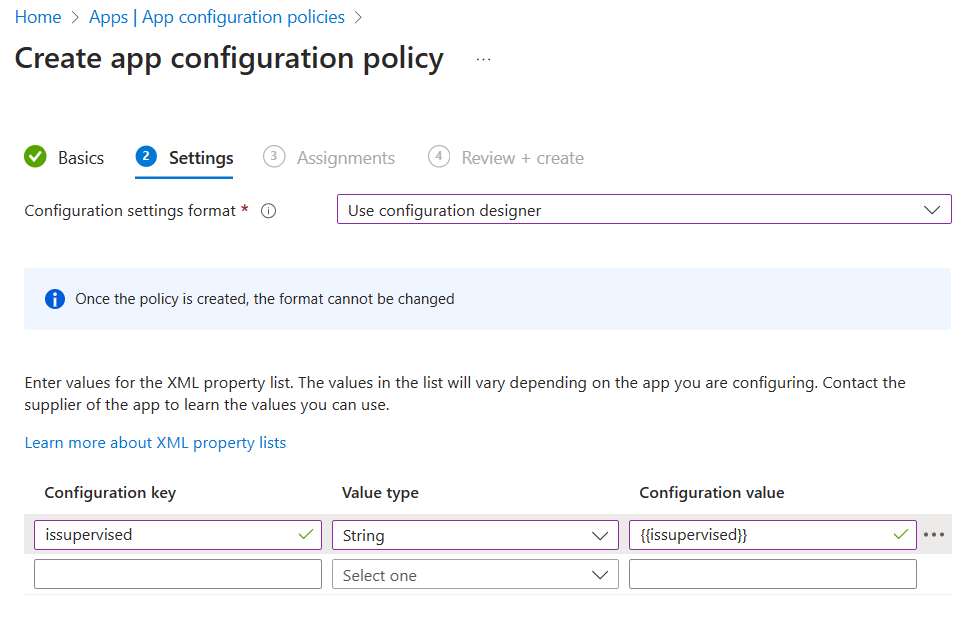 Home > Apps | App configuration policies >
Create app configuration policy ...
Basics 2 Settings 3 Assignments 4 Review + create
Configuration settings format * Use configuration designer
Once the policy is created, the format cannot be changed
Enter values for the XML property list. The values in the list will vary depending on the app you are configuring. Contact the
supplier of the app to learn the values you can use.
Learn more about XML property lists
Configuration key Value type Configuration value
issupervised String {{issupervised}}
Select one